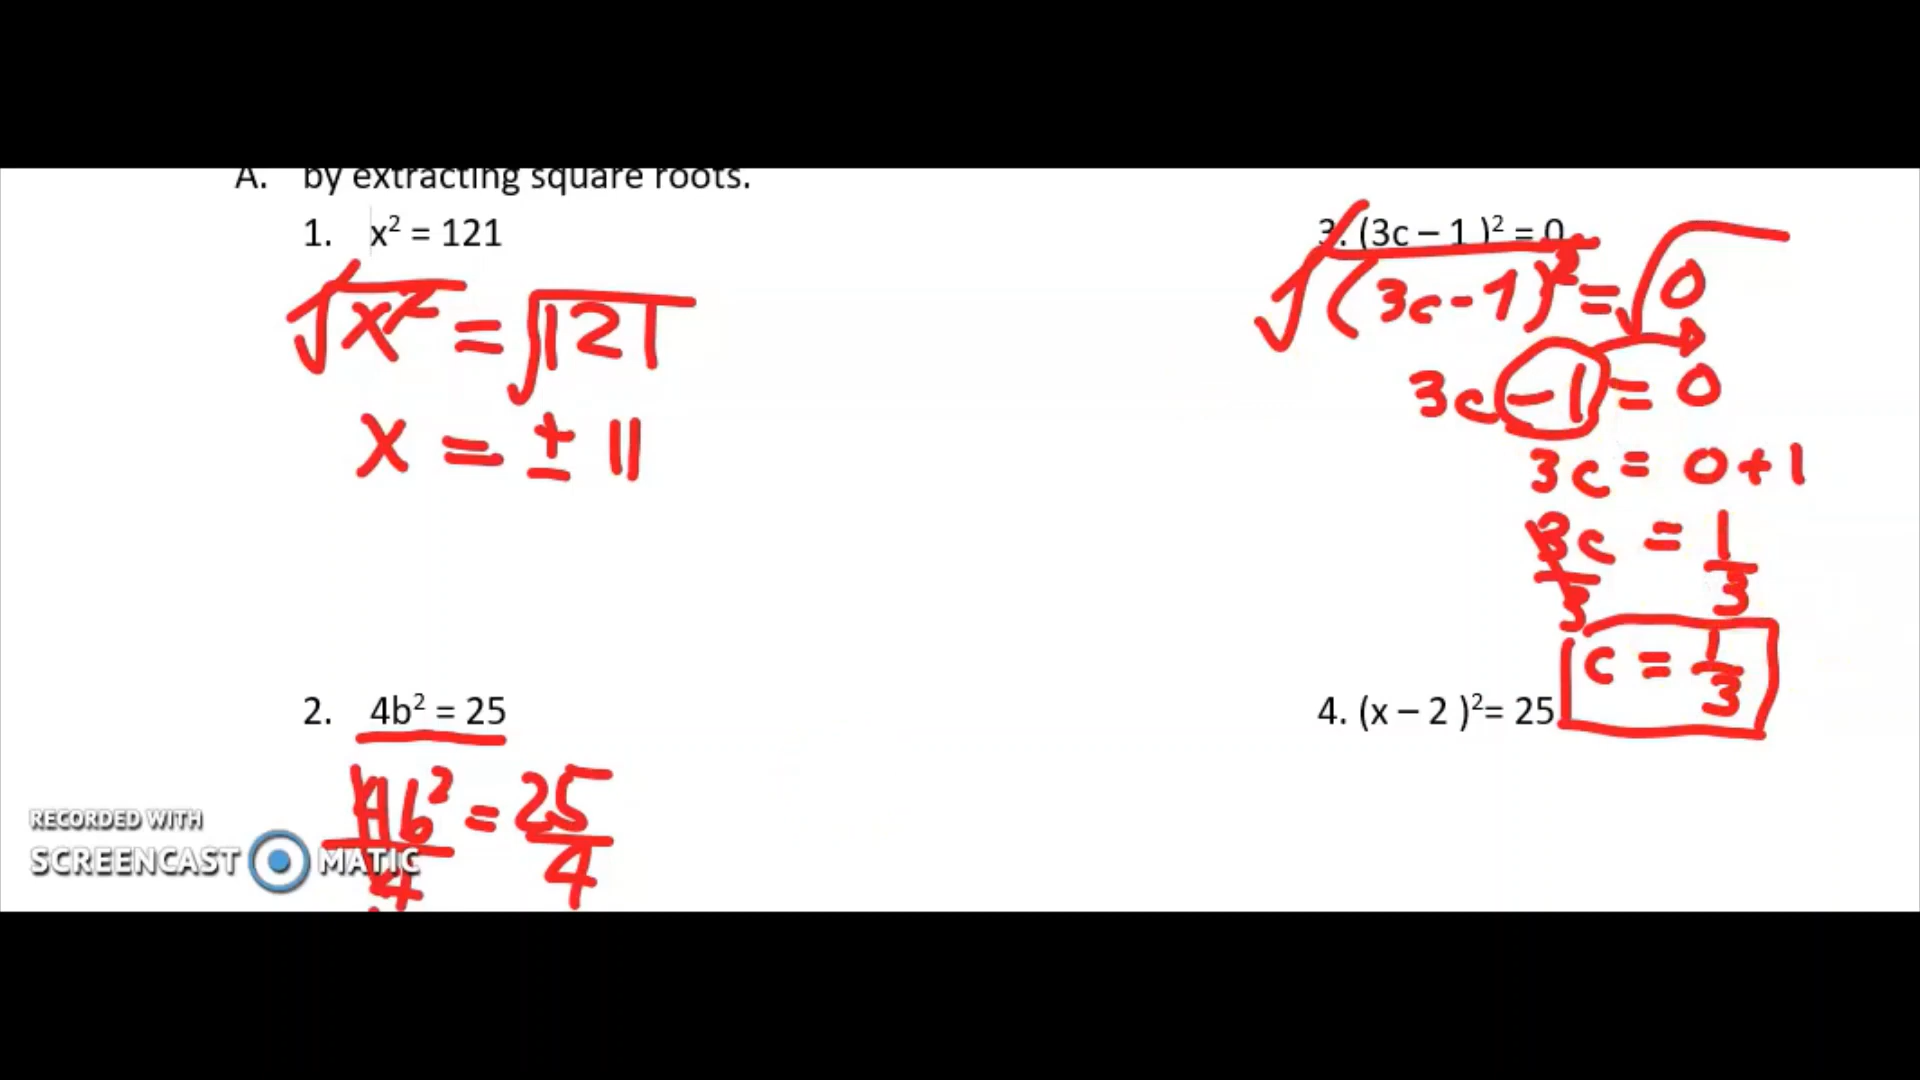 A. by extracting square roots.
1. x² = 121
√x² = √121
x = ± 11
2. 4b² = 25
4b² = 25
4 4
3. (3c – 1 )² = 0
√(3c-1)² = √0
3c -1 = 0
3c = 0+1
3c = 1
3 3
c = 1/3
4. (x – 2 )²= 25
RECORDED WITH
SCREENCAST MATIC